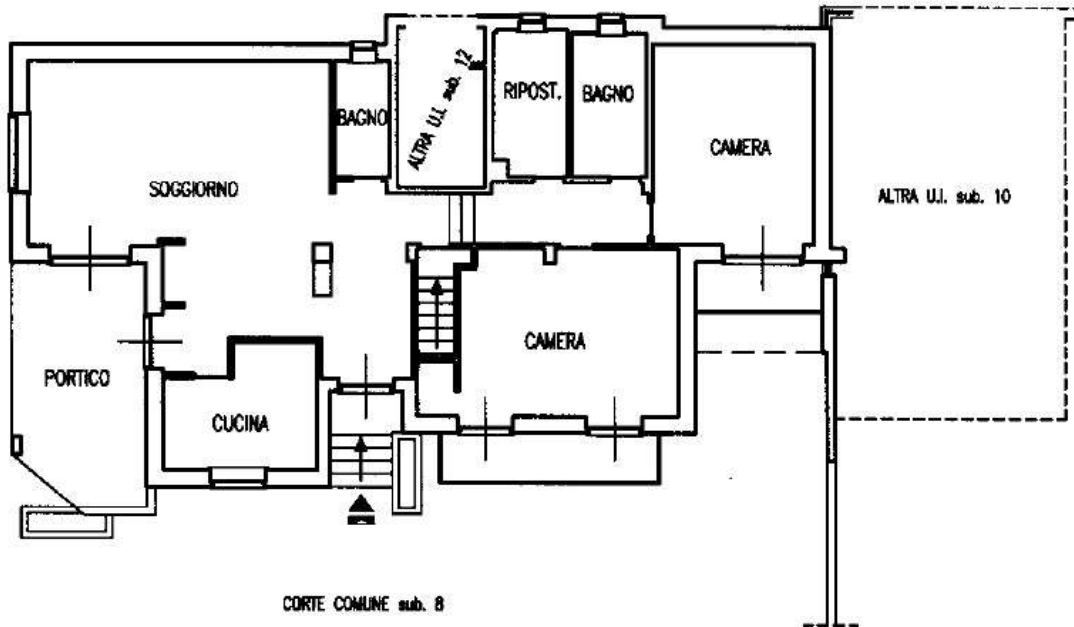 BAGNO
ALTRA U.I. sub. 12
RIPOST.
BAGNO
CAMERA
SOGGIORNO
ALTRA U.I. sub. 10
CAMERA
PORTICO
CUCINA
CORTE COMUNE sub. 8